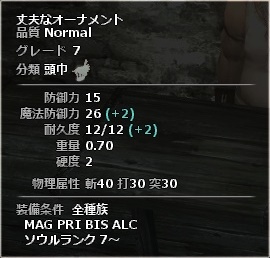 丈夫なオーナメント
品質 Normal
グレード 7
分類 頭巾
防御力 15
魔法防御力 26 (+2)
耐久度 12/12 (+2)
重量 0.70
硬度 2
物理属性 斬40 打30 突30
装備条件 全種族
MAG PRI BIS ALC
ソウルランク 7～